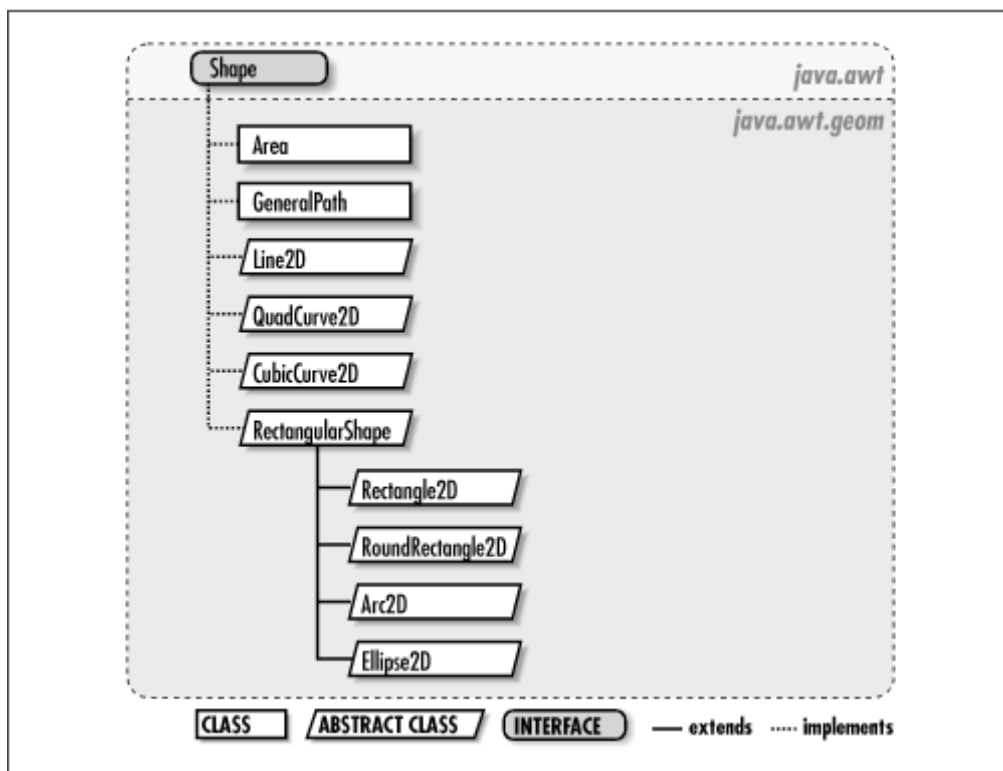 Shape
java.awt
java.awt.geom
Area
GeneralPath
Line2D
QuadCurve2D
CubicCurve2D
RectangularShape
Rectangle2D
RoundRectangle2D
Arc2D
Ellipse2D
CLASS ABSTRACT CLASS INTERFACE extends implements